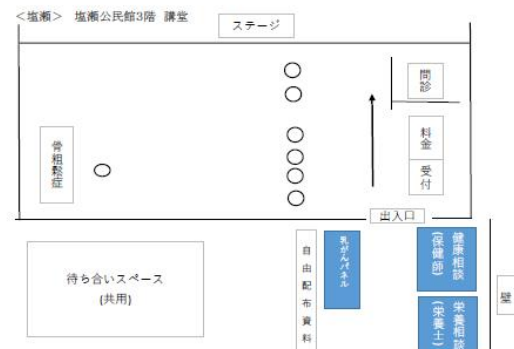 ＜塩瀬＞ 塩瀬公民館3階 講堂
ステージ
問診
料金
受付
骨粗鬆症
出入口
待ち合いスペース
(共用)
自由配布資料
乳がんパネル
健康相談
(保健師)
栄養相談
(栄養士)
壁